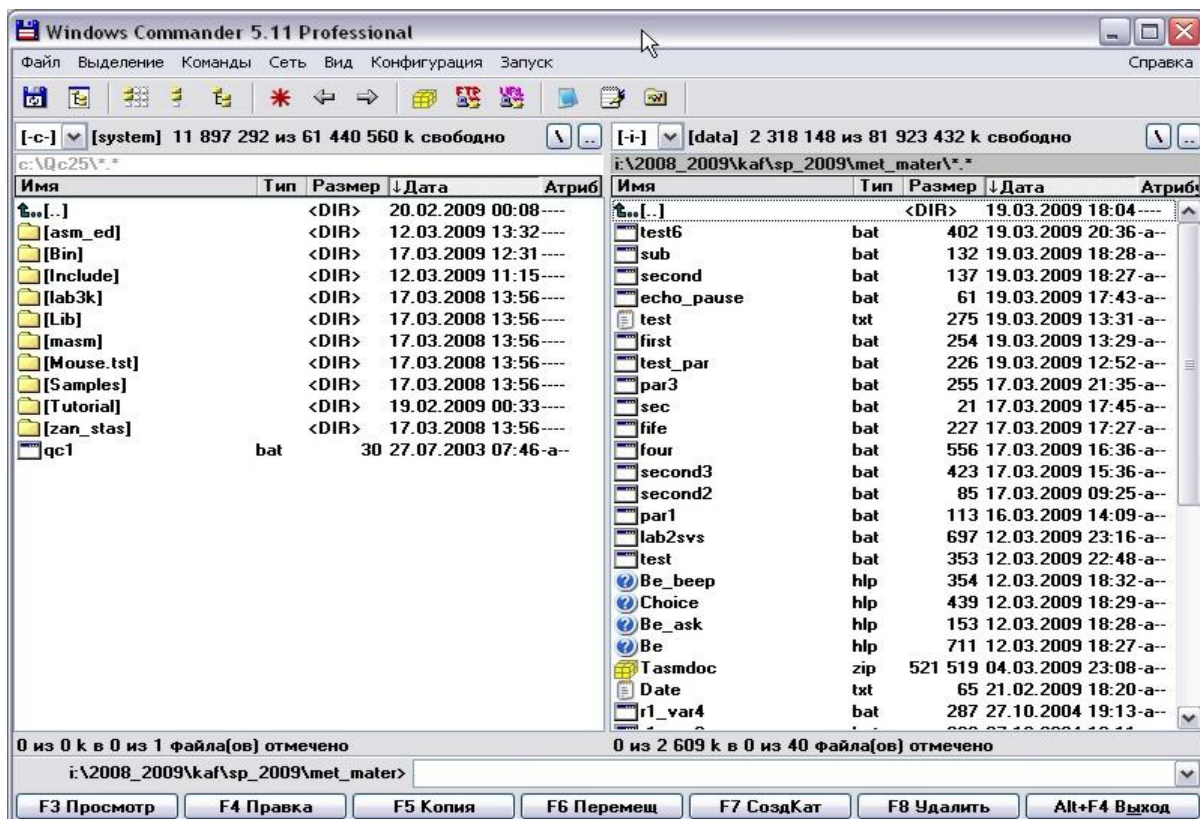 Windows Commander 5.11 Professional
Файл Выделение Команды Сеть Вид Конфигурация Запуск Справка
[-c-] [system] 11 897 292 из 61 440 560 k свободно \ ..
c:\Qc25\*.*
Имя Тип Размер ↓Дата Атриб
[..] <DIR> 20.02.2009 00:08 ----
[asm_ed] <DIR> 12.03.2009 13:32 ----
[Bin] <DIR> 17.03.2009 12:31 ----
[Include] <DIR> 12.03.2009 11:15 ----
[lab3k] <DIR> 17.03.2008 13:56 ----
[Lib] <DIR> 17.03.2008 13:56 ----
[masm] <DIR> 17.03.2008 13:56 ----
[Mouse.tst] <DIR> 17.03.2008 13:56 ----
[Samples] <DIR> 17.03.2008 13:56 ----
[Tutorial] <DIR> 19.02.2009 00:33 ----
[zan_stas] <DIR> 17.03.2008 13:56 ----
qc1 bat 30 27.07.2003 07:46 -a--
0 из 0 k в 0 из 1 файла(ов) отмечено
[-i-] [data] 2 318 148 из 81 923 432 k свободно \ ..
i:\2008_2009\kaf\sp_2009\met_mater\*.*
Имя Тип Размер ↓Дата Атрибу
[..] <DIR> 19.03.2009 18:04 ----
test6 bat 402 19.03.2009 20:36 -a--
sub bat 132 19.03.2009 18:28 -a--
second bat 137 19.03.2009 18:27 -a--
echo_pause bat 61 19.03.2009 17:43 -a--
test txt 275 19.03.2009 13:31 -a--
first bat 254 19.03.2009 13:29 -a--
test_par bat 226 19.03.2009 12:52 -a--
par3 bat 255 17.03.2009 21:35 -a--
sec bat 21 17.03.2009 17:45 -a--
fife bat 227 17.03.2009 17:27 -a--
four bat 556 17.03.2009 16:36 -a--
second3 bat 423 17.03.2009 15:36 -a--
second2 bat 85 17.03.2009 09:25 -a--
par1 bat 113 16.03.2009 14:09 -a--
lab2svs bat 697 12.03.2009 23:16 -a--
test bat 353 12.03.2009 22:48 -a--
Be_beep hlp 354 12.03.2009 18:32 -a--
Choice hlp 439 12.03.2009 18:29 -a--
Be_ask hlp 153 12.03.2009 18:28 -a--
Be hlp 711 12.03.2009 18:27 -a--
Tasmdoc zip 521 519 04.03.2009 23:08 -a--
Date txt 65 21.02.2009 18:20 -a--
r1_var4 bat 287 27.10.2004 19:13 -a--
0 из 2 609 k в 0 из 40 файла(ов) отмечено
i:\2008_2009\kaf\sp_2009\met_mater>
F3 Просмотр F4 Правка F5 Копия F6 Перемещ F7 СоздКат F8 Удалить Alt+F4 Выход